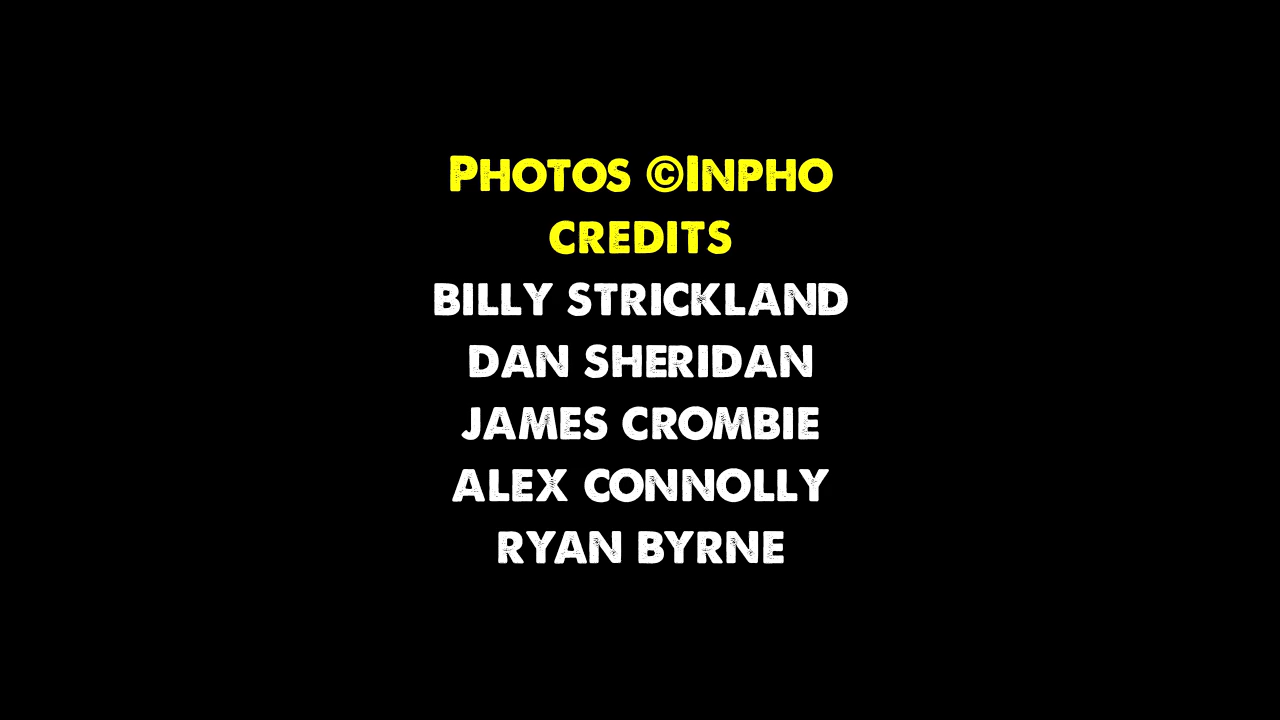 PHOTOS ©INPHO
CREDITS
BILLY STRICKLAND
DAN SHERIDAN
JAMES CROMBIE
ALEX CONNOLLY
RYAN BYRNE